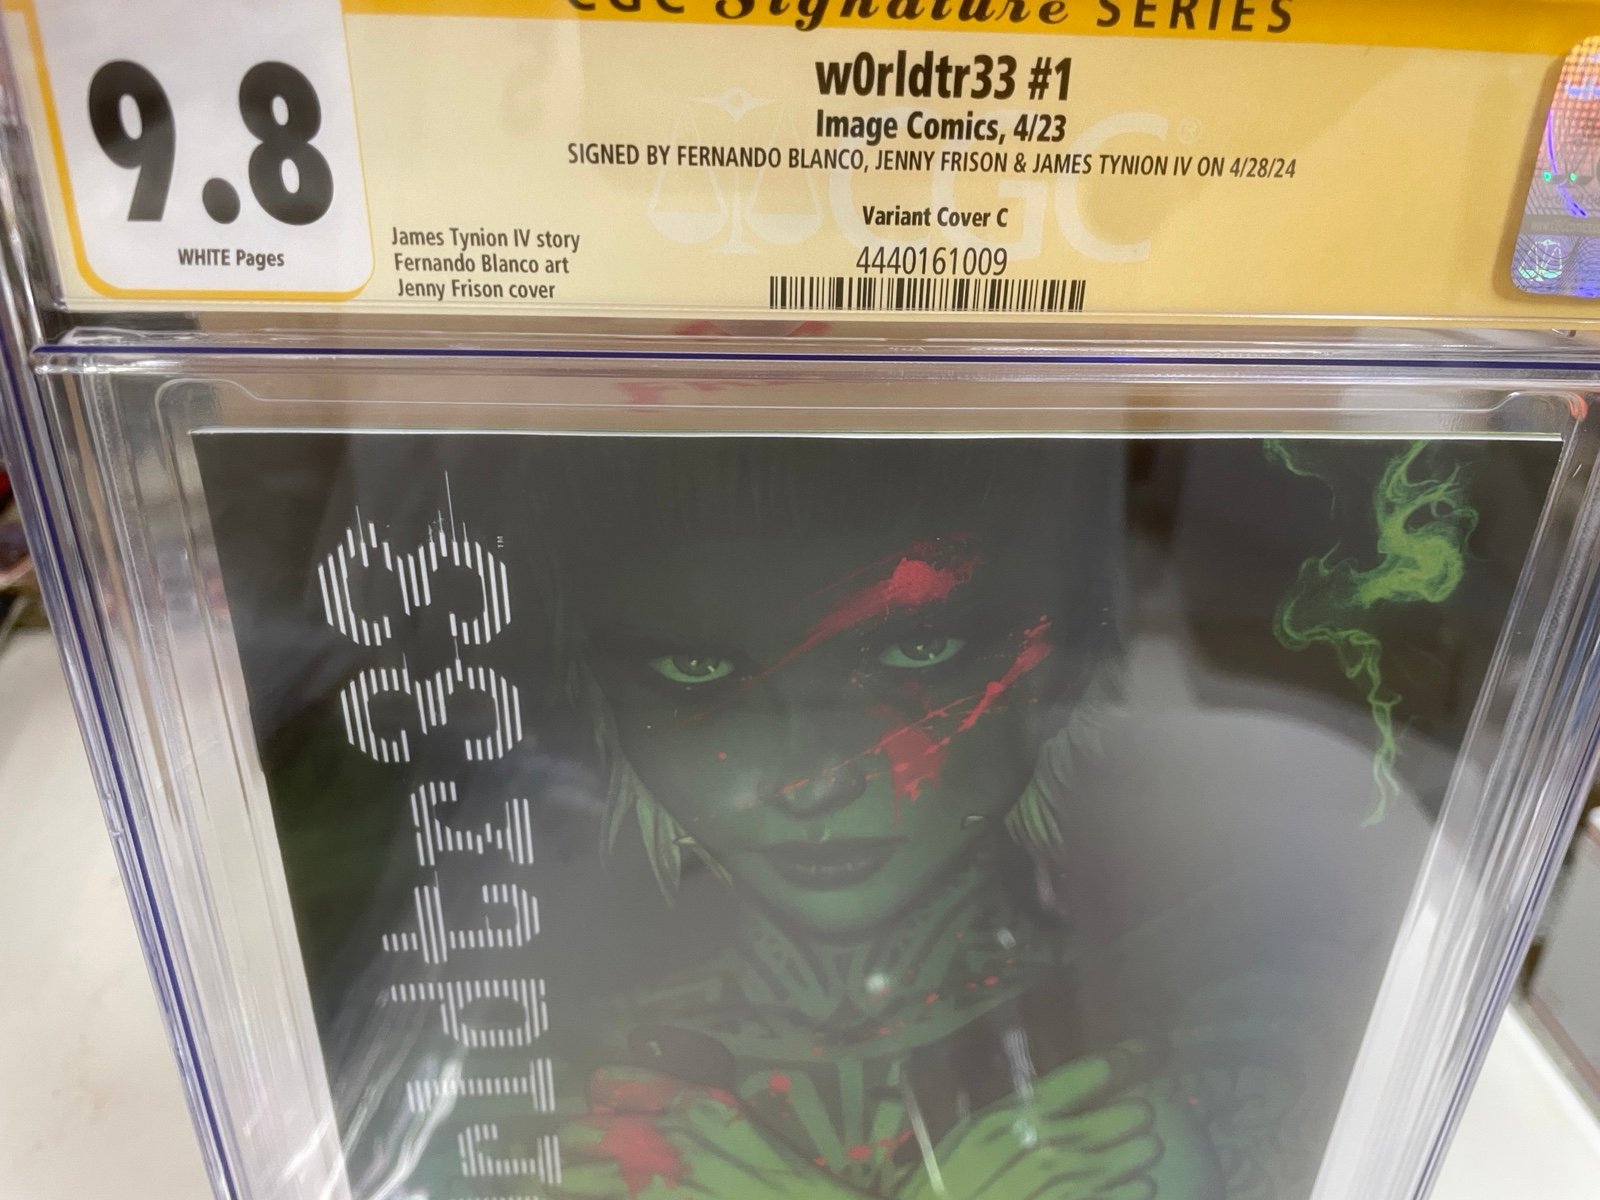 CGC Signature SERIES
9.8
WHITE Pages
w0rldtr33 #1
Image Comics, 4/23
SIGNED BY FERNANDO BLANCO, JENNY FRISON & JAMES TYNION IV ON 4/28/24
Variant Cover C
4440161009
James Tynion IV story
Fernando Blanco art
Jenny Frison cover
CGC®
rldtr33™